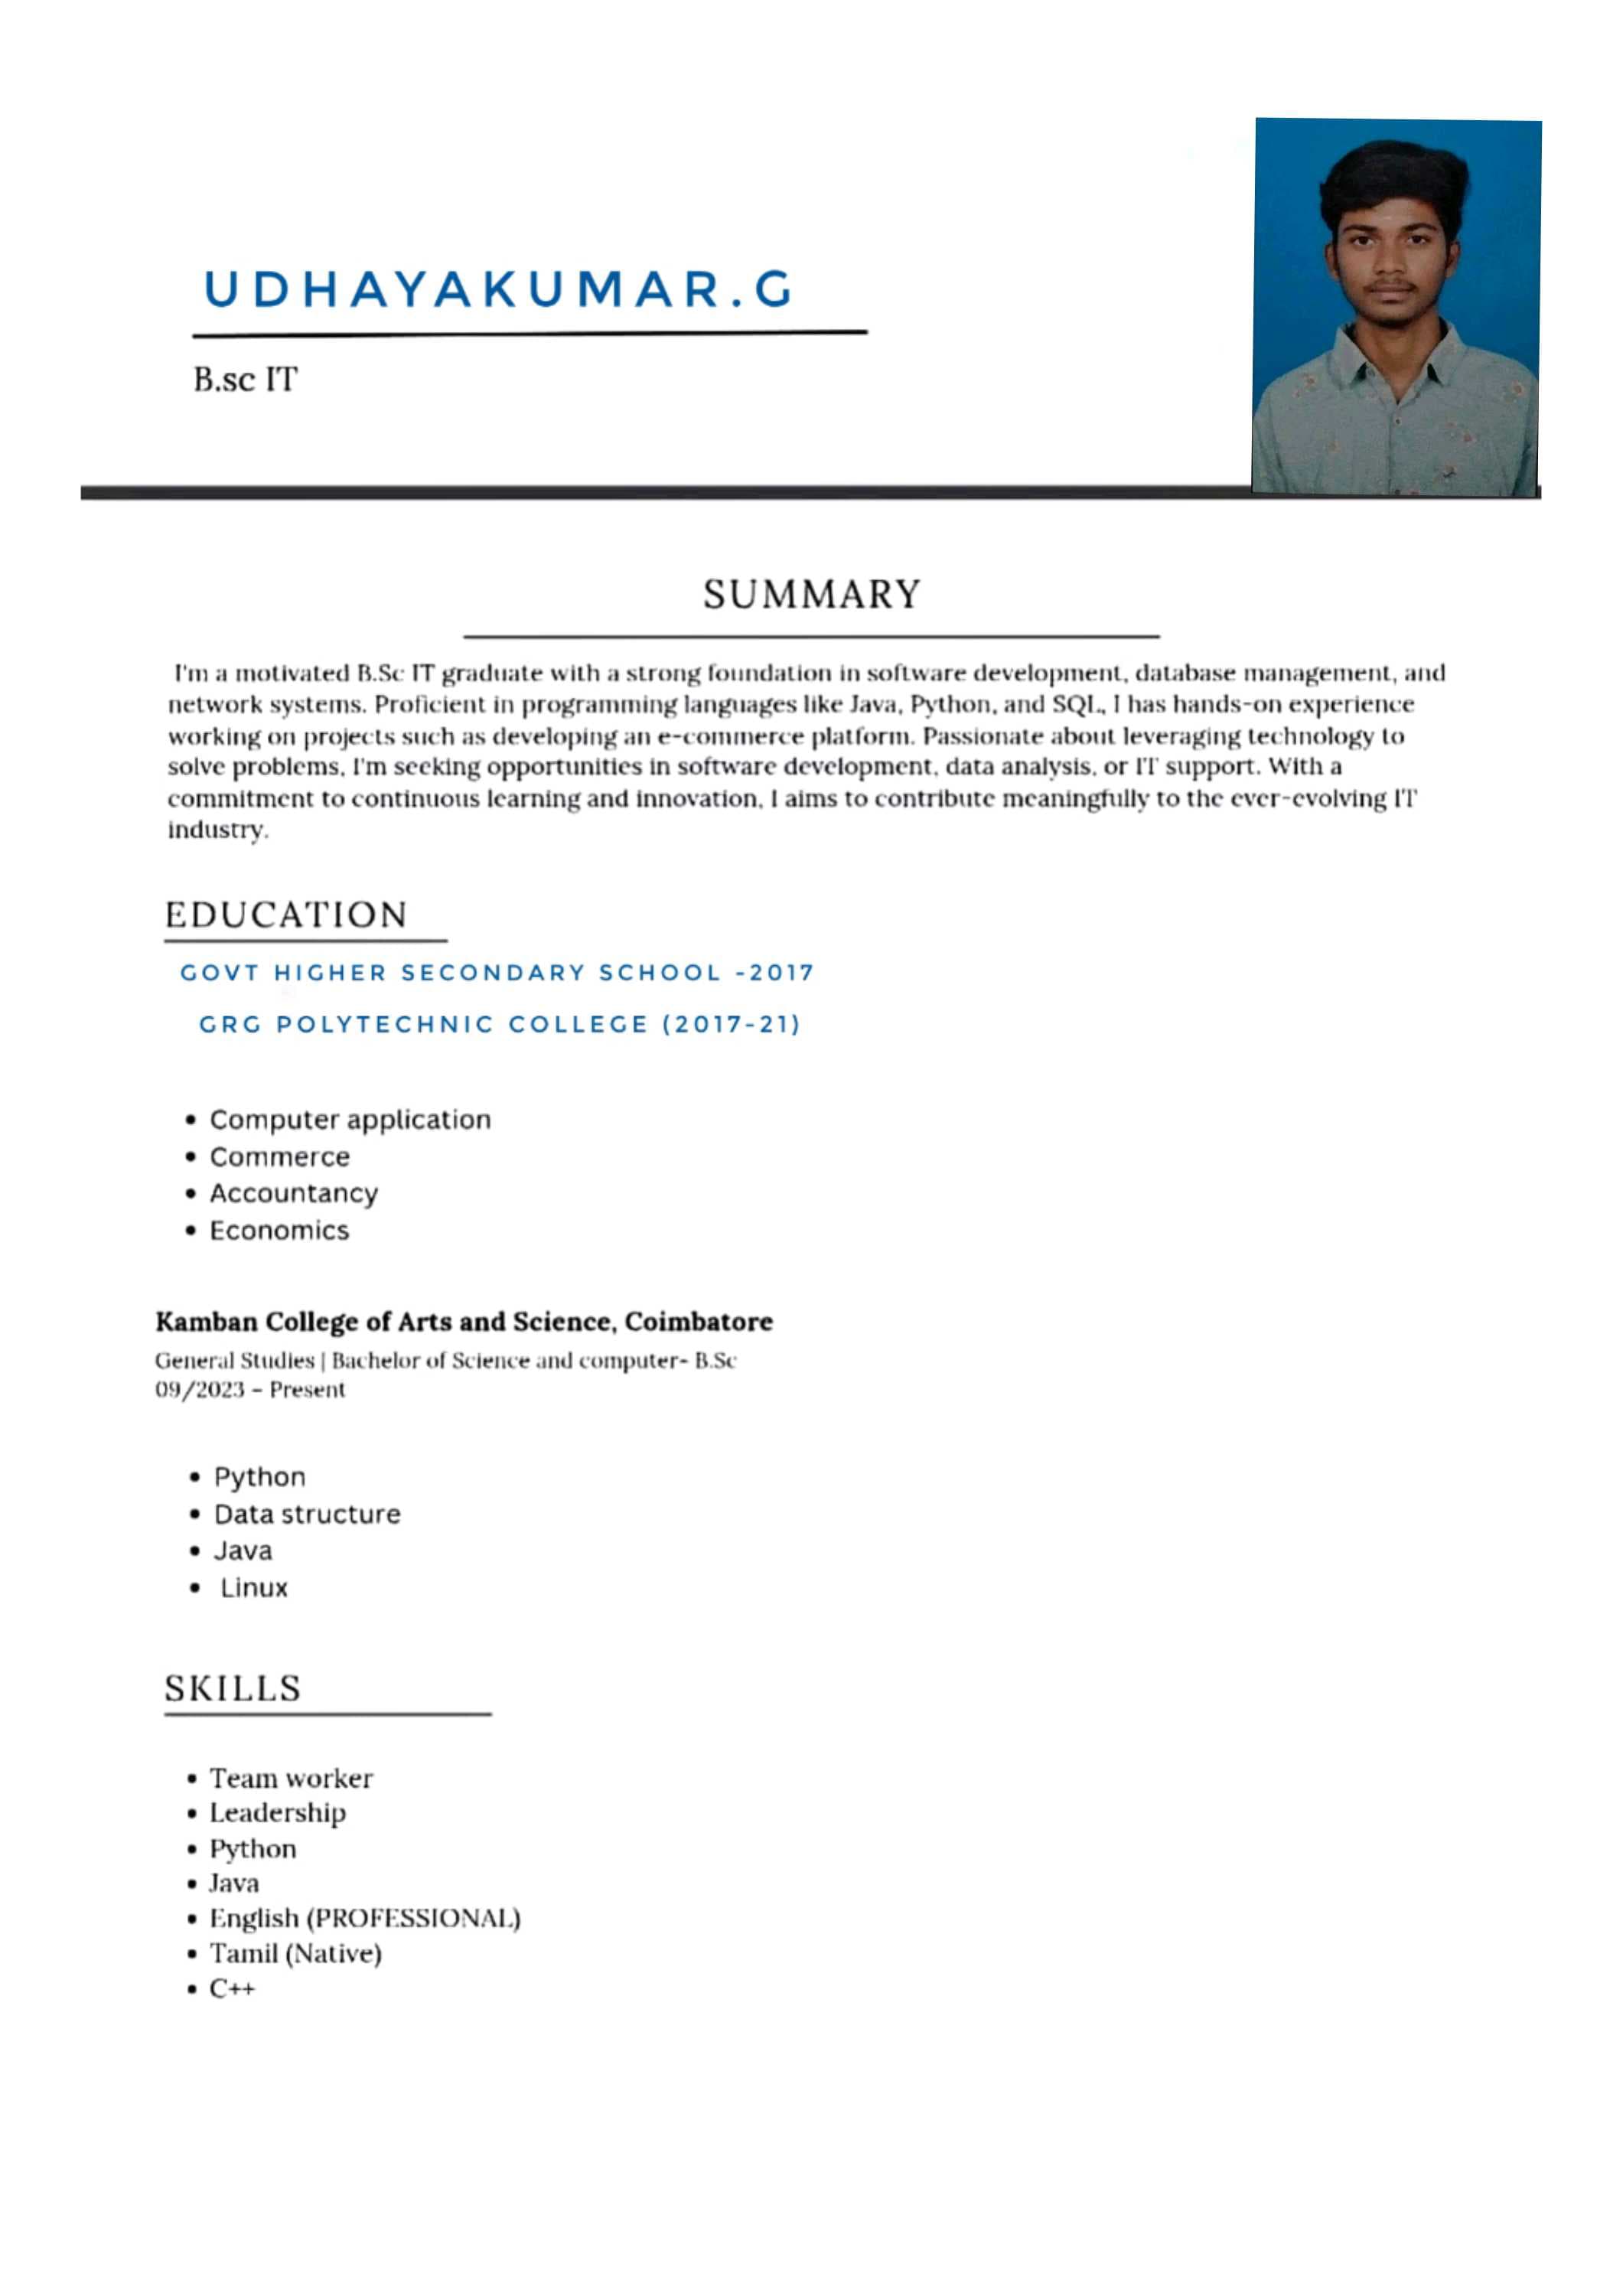 UDHAYAKUMAR.G
B.sc IT
SUMMARY
I'm a motivated B.Sc IT graduate with a strong foundation in software development, database management, and
network systems. Proficient in programming languages like Java, Python, and SQL, I has hands-on experience
working on projects such as developing an e-commerce platform. Passionate about leveraging technology to
solve problems, I'm seeking opportunities in software development, data analysis, or IT support. With a
commitment to continuous learning and innovation, I aims to contribute meaningfully to the ever-evolving IT
industry.
EDUCATION
GOVT HIGHER SECONDARY SCHOOL -2017
GRG POLYTECHNIC COLLEGE (2017-21)
• Computer application
• Commerce
• Accountancy
• Economics
Kamban College of Arts and Science, Coimbatore
General Studies | Bachelor of Science and computer- B.Sc
09/2023 – Present
• Python
• Data structure
• Java
• Linux
SKILLS
• Team worker
• Leadership
• Python
• Java
• English (PROFESSIONAL)
• Tamil (Native)
• C++